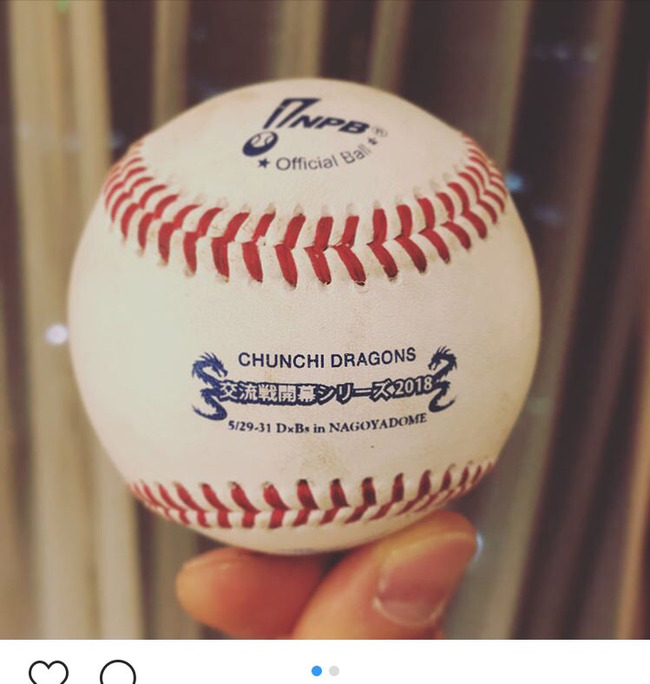 NPB®
★ Official Ball ★
CHUNCHI DRAGONS
交流戦開幕シリーズ2018
5/29-31 D×Bs in NAGOYADOME